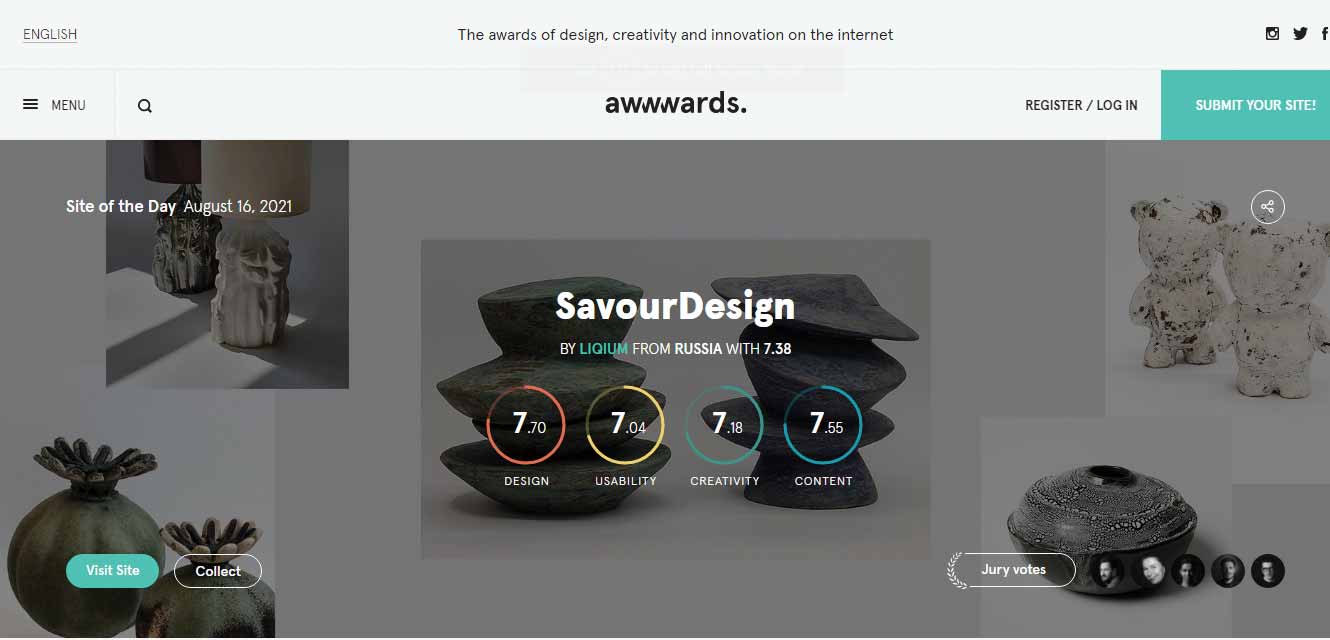 ENGLISH
The awards of design, creativity and innovation on the internet
MENU
awwwards.
REGISTER / LOG IN
SUBMIT YOUR SITE!
Site of the Day August 16, 2021
SavourDesign
BY LIQIUM FROM RUSSIA WITH 7.38
7.70 7.04 7.18 7.55
DESIGN USABILITY CREATIVITY CONTENT
Visit Site
Collect
Jury votes